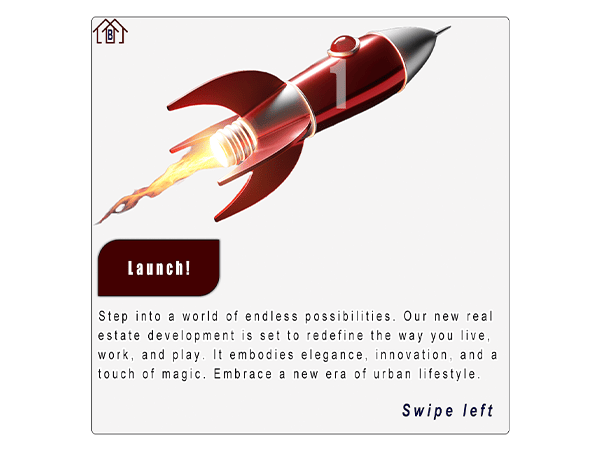 B
1
Launch!
Step into a world of endless possibilities. Our new real
estate development is set to redefine the way you live,
work, and play. It embodies elegance, innovation, and a
touch of magic. Embrace a new era of urban lifestyle.
Swipe left